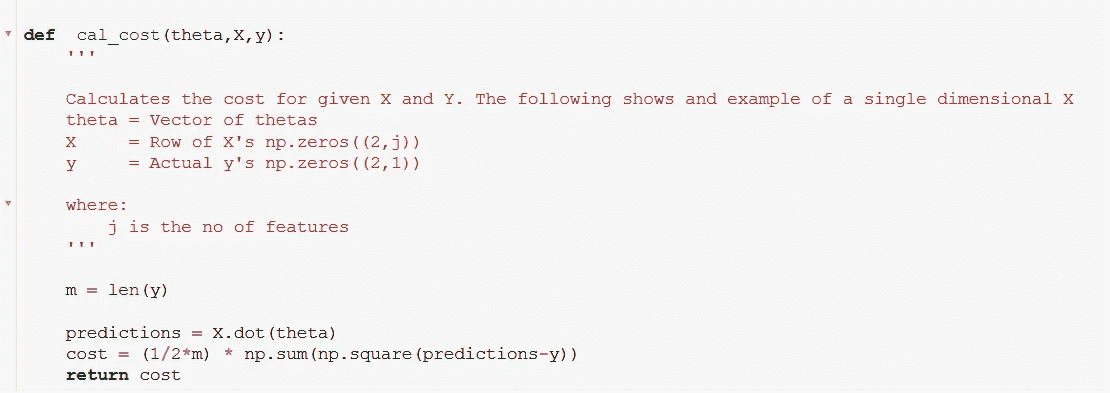 def  cal_cost(theta,X,y):
    '''

    Calculates the cost for given X and Y. The following shows and example of a single dimensional X
    theta = Vector of thetas
    X     = Row of X's np.zeros((2,j))
    y     = Actual y's np.zeros((2,1))

    where:
        j is the no of features
    '''

    m = len(y)

    predictions = X.dot(theta)
    cost = (1/2*m) * np.sum(np.square(predictions-y))
    return cost